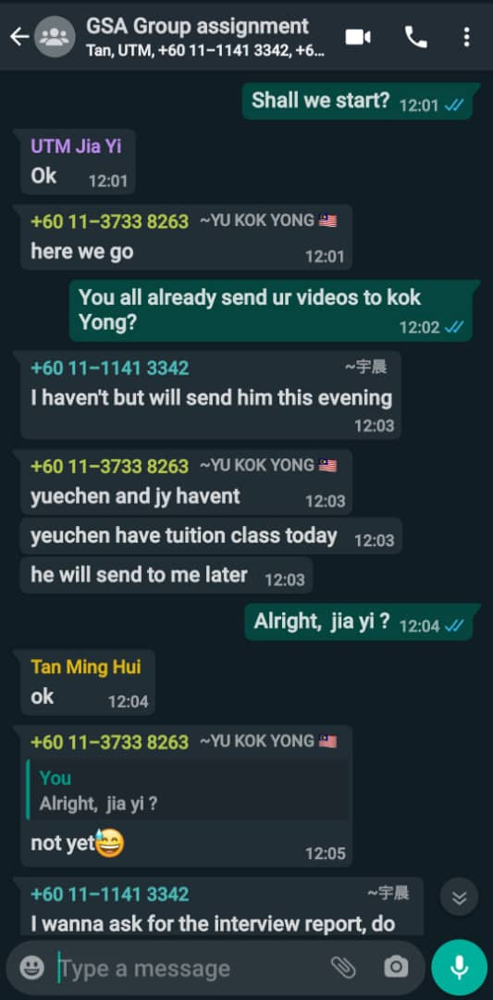 GSA Group assignment
Tan, UTM, +60 11-1141 3342, +6...
Shall we start? 12:01
UTM Jia Yi
Ok 12:01
+60 11-3733 8263 ~YU KOK YONG 🇲🇾
here we go 12:01
You all already send ur videos to kok
Yong? 12:02
+60 11-1141 3342 ~宇晨
I haven't but will send him this evening
12:03
+60 11-3733 8263 ~YU KOK YONG 🇲🇾
yuechen and jy havent 12:03
yeuchen have tuition class today 12:03
he will send to me later 12:03
Alright, jia yi ? 12:04
Tan Ming Hui
ok 12:04
+60 11-3733 8263 ~YU KOK YONG 🇲🇾
You
Alright, jia yi ?
not yet😅 12:05
+60 11-1141 3342 ~宇晨
I wanna ask for the interview report, do
Type a message